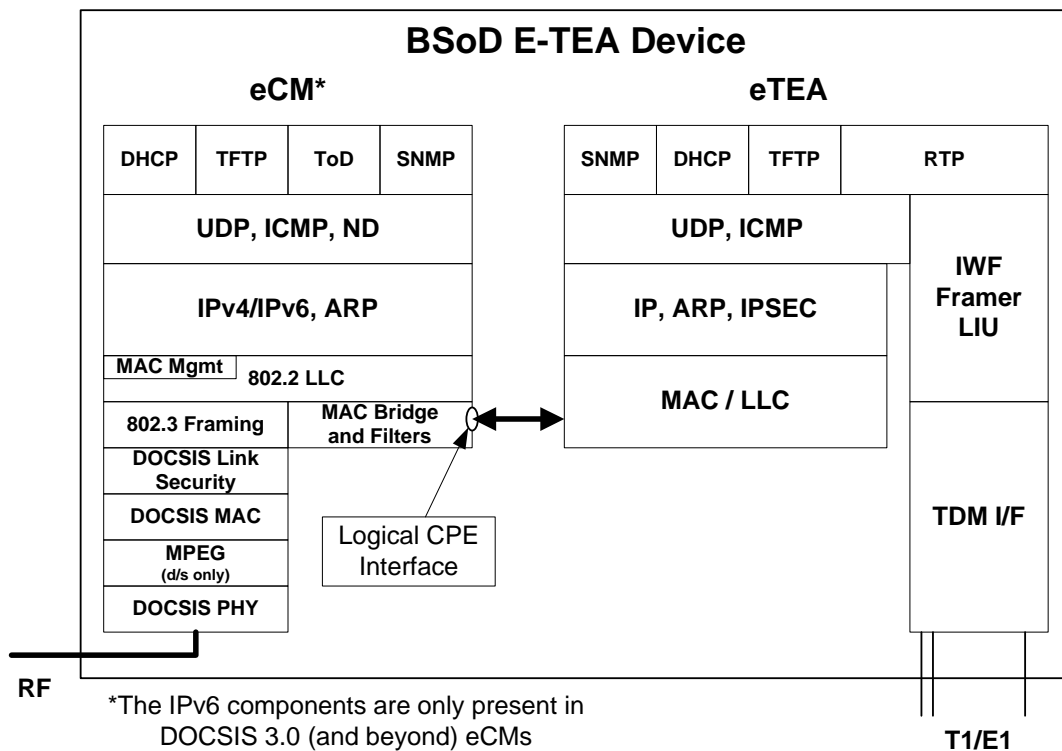 BSoD E-TEA Device
eCM*
eTEA
DHCP
TFTP
ToD
SNMP
SNMP
DHCP
TFTP
RTP
UDP, ICMP, ND
UDP, ICMP
IWF
Framer
LIU
IPv4/IPv6, ARP
IP, ARP, IPSEC
MAC Mgmt
802.2 LLC
MAC / LLC
802.3 Framing
MAC Bridge
and Filters
DOCSIS Link
Security
DOCSIS MAC
TDM I/F
Logical CPE
Interface
MPEG
(d/s only)
DOCSIS PHY
RF
*The IPv6 components are only present in
DOCSIS 3.0 (and beyond) eCMs
T1/E1